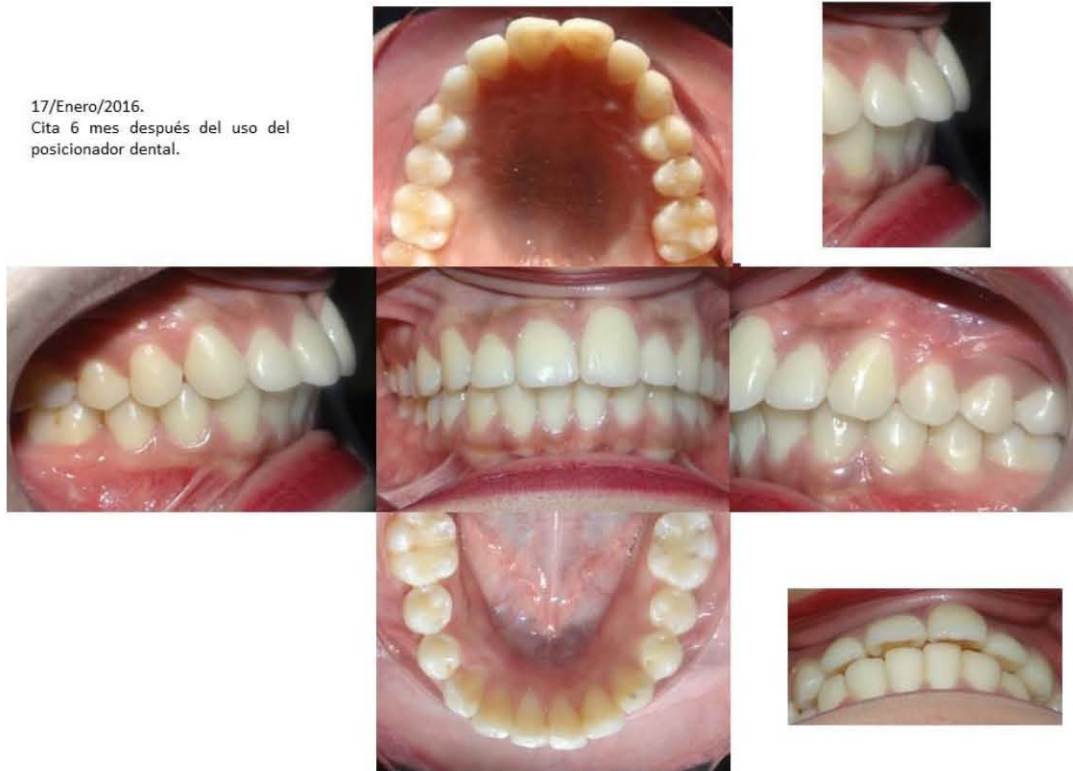 17/Enero/2016.
Cita 6 mes después del uso del
posicionador dental.